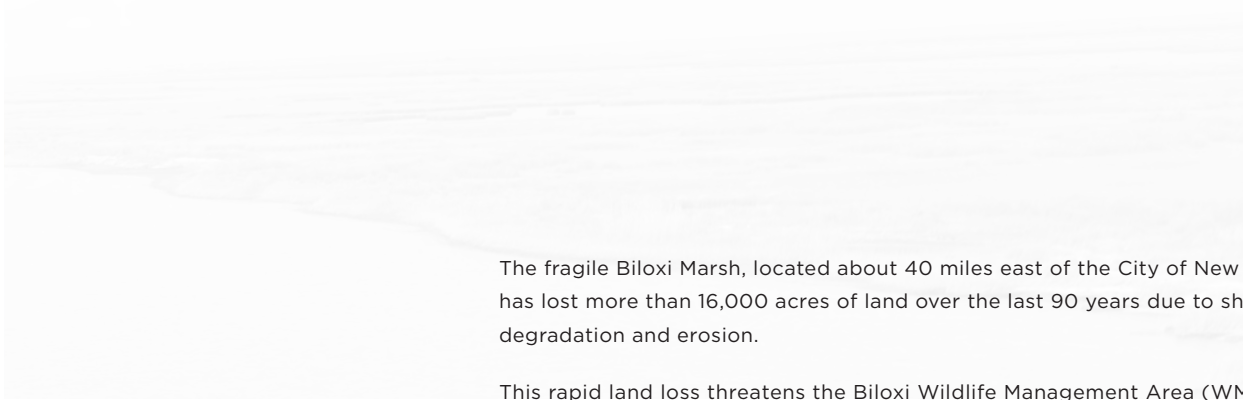 The fragile Biloxi Marsh, located about 40 miles east of the City of New
has lost more than 16,000 acres of land over the last 90 years due to
degradation and erosion.
This rapid land loss threatens the Biloxi Wildlife Management Area